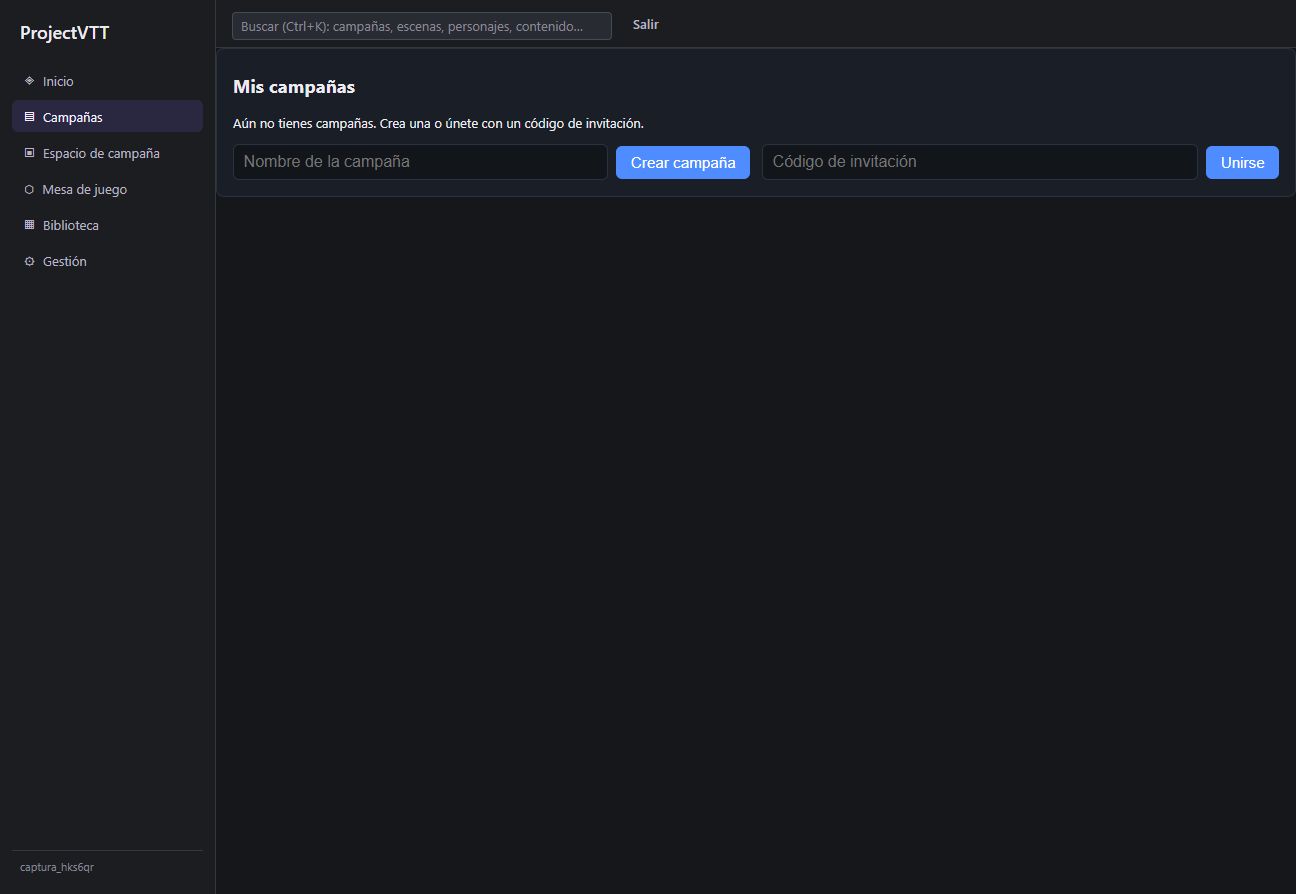 ProjectVTT
Inicio
Campañas
Espacio de campaña
Mesa de juego
Biblioteca
Gestión
captura_hks6qr
Buscar (Ctrl+K): campañas, escenas, personajes, contenido...
Salir
Mis campañas
Aún no tienes campañas. Crea una o únete con un código de invitación.
Nombre de la campaña
Crear campaña
Código de invitación
Unirse